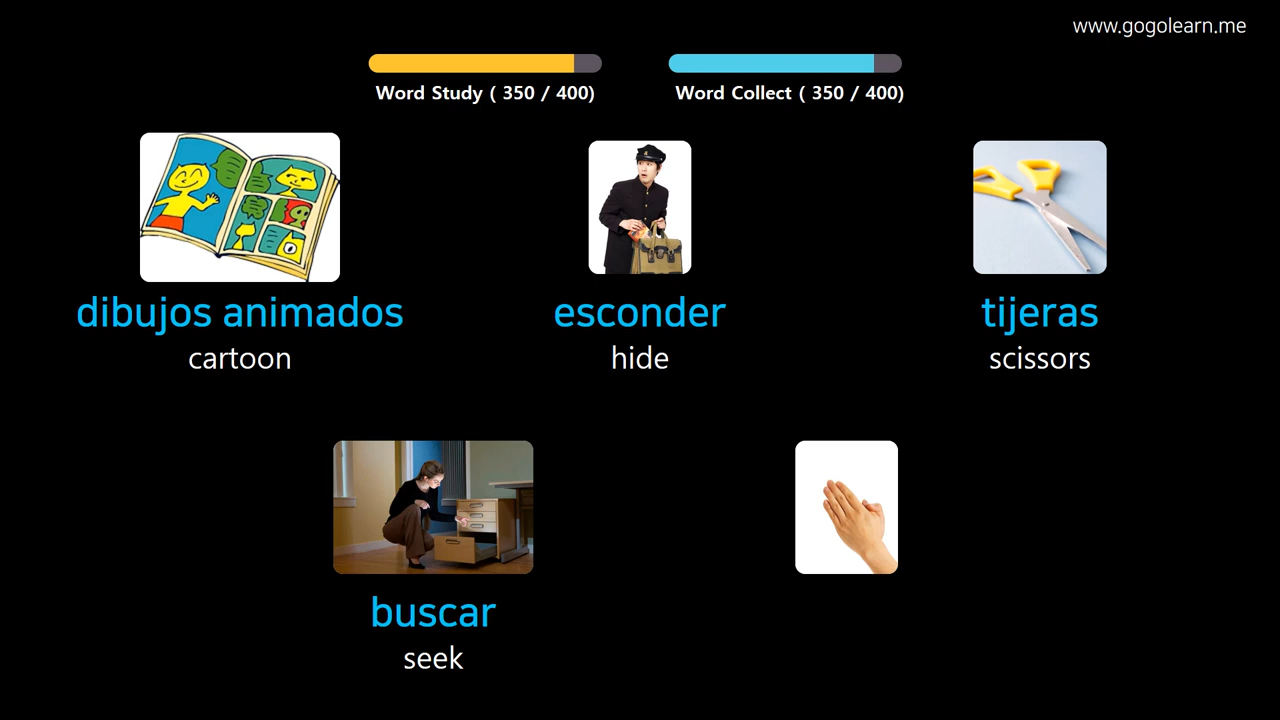 www.gogolearn.me
Word Study ( 350 / 400)
Word Collect ( 350 / 400)
dibujos animados
cartoon
esconder
hide
tijeras
scissors
buscar
seek